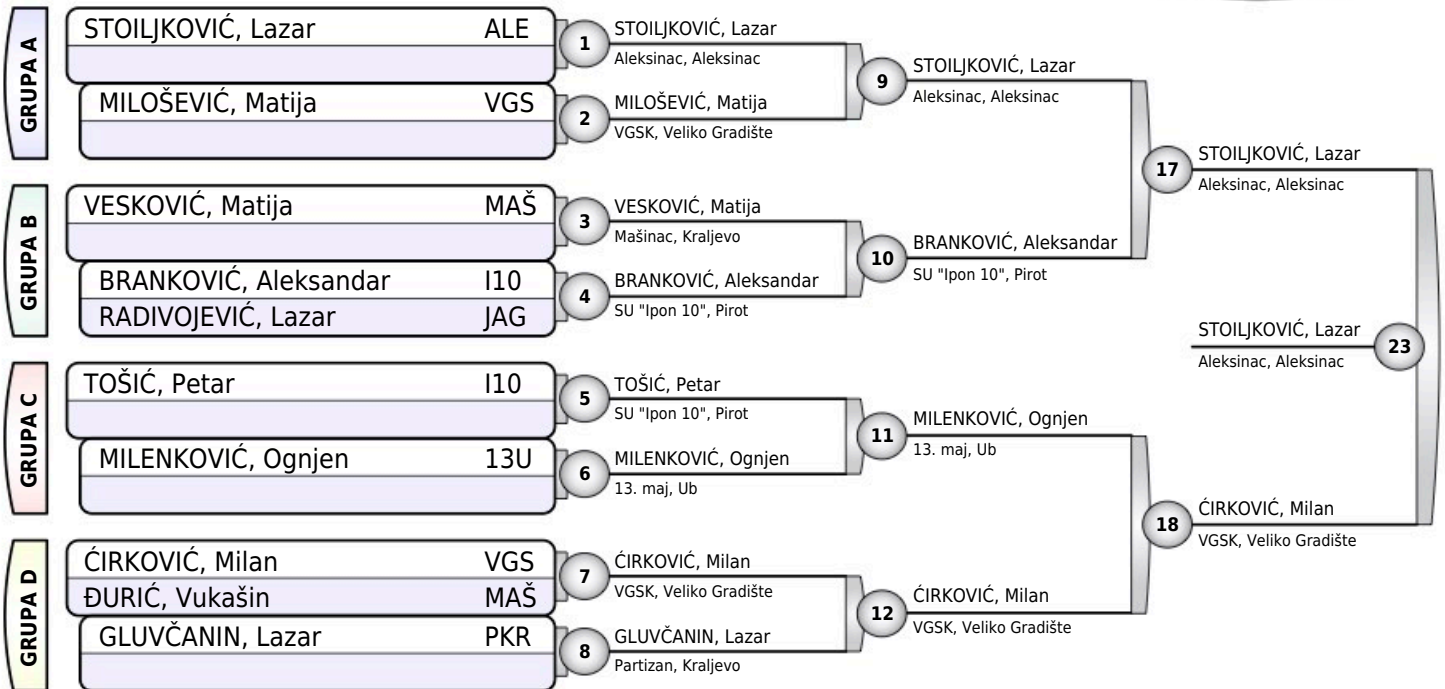 GRUPA A
STOILJKOVIĆ, Lazar ALE
MILOŠEVIĆ, Matija VGS
GRUPA B
VESKOVIĆ, Matija MAŠ
BRANKOVIĆ, Aleksandar I10
RADIVOJEVIĆ, Lazar JAG
GRUPA C
TOŠIĆ, Petar I10
MILENKOVIĆ, Ognjen 13U
GRUPA D
ĆIRKOVIĆ, Milan VGS
ĐURIĆ, Vukašin MAŠ
GLUVČANIN, Lazar PKR
1
STOILJKOVIĆ, Lazar
Aleksinac, Aleksinac
2
MILOŠEVIĆ, Matija
VGSK, Veliko Gradište
3
VESKOVIĆ, Matija
Mašinac, Kraljevo
4
BRANKOVIĆ, Aleksandar
SU "Ipon 10", Pirot
5
TOŠIĆ, Petar
SU "Ipon 10", Pirot
6
MILENKOVIĆ, Ognjen
13. maj, Ub
7
ĆIRKOVIĆ, Milan
VGSK, Veliko Gradište
8
GLUVČANIN, Lazar
Partizan, Kraljevo
9
STOILJKOVIĆ, Lazar
Aleksinac, Aleksinac
10
BRANKOVIĆ, Aleksandar
SU "Ipon 10", Pirot
11
MILENKOVIĆ, Ognjen
13. maj, Ub
12
ĆIRKOVIĆ, Milan
VGSK, Veliko Gradište
17
STOILJKOVIĆ, Lazar
Aleksinac, Aleksinac
18
ĆIRKOVIĆ, Milan
VGSK, Veliko Gradište
STOILJKOVIĆ, Lazar
Aleksinac, Aleksinac
23